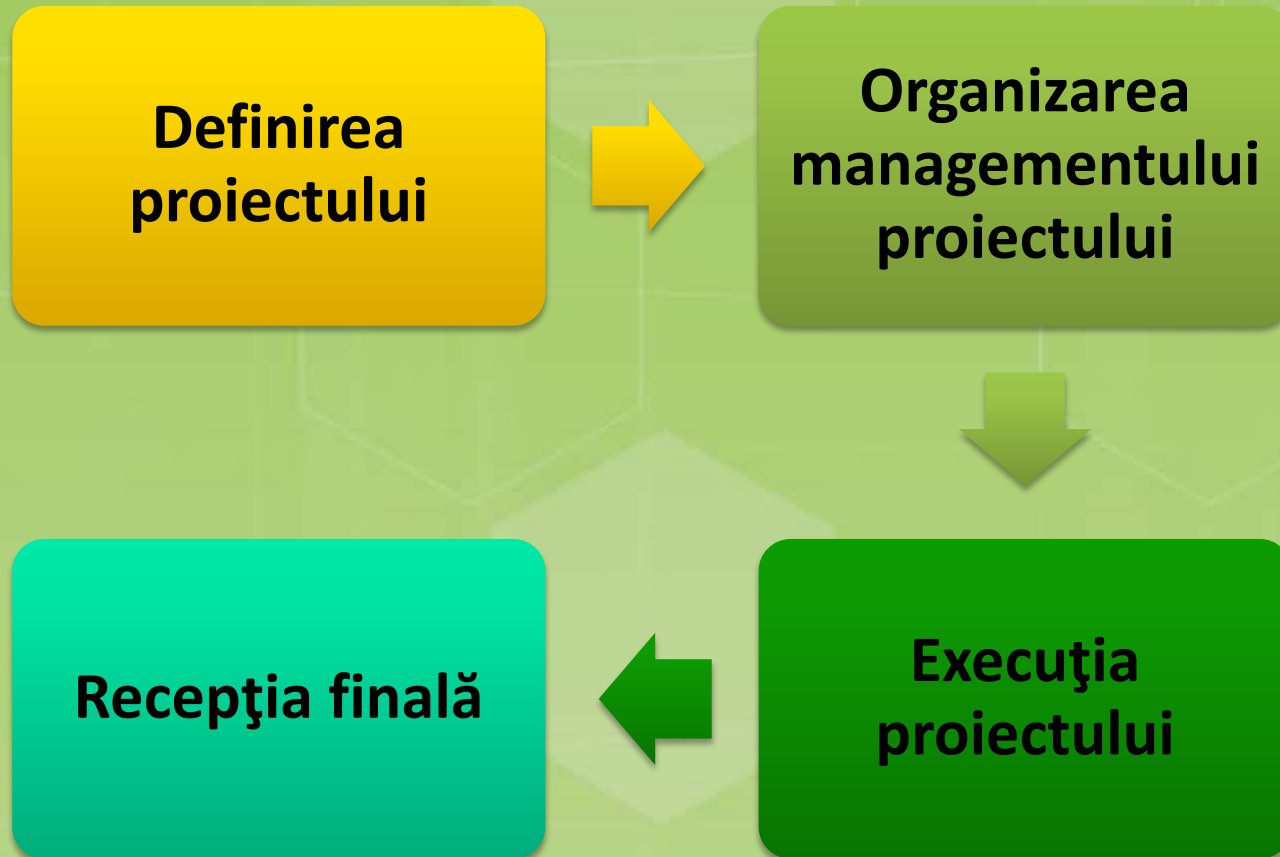 Definirea
proiectului
Organizarea
managementului
proiectului
Execuţia
proiectului
Recepţia finală